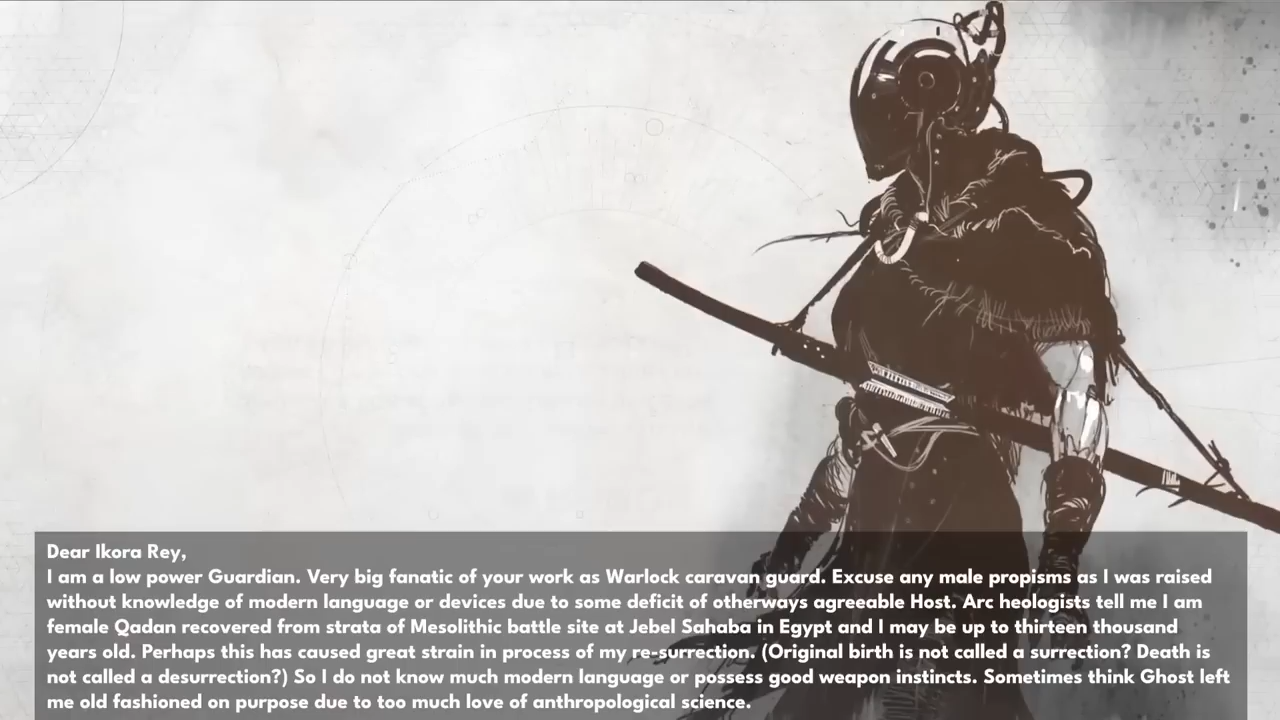 Dear Ikora Rey,
I am a low power Guardian. Very big fanatic of your work as Warlock caravan guard. Excuse any male propisms as I was raised
without knowledge of modern language or devices due to some deficit of otherways agreeable Host. Arc heologists tell me I am
female Qadan recovered from strata of Mesolithic battle site at Jebel Sahaba in Egypt and I may be up to thirteen thousand
years old. Perhaps this has caused great strain in process of my re-surrection. (Original birth is not called a surrection? Death is
not called a desurrection?) So I do not know much modern language or possess good weapon instincts. Sometimes think Ghost left
me old fashioned on purpose due to too much love of anthropological science.